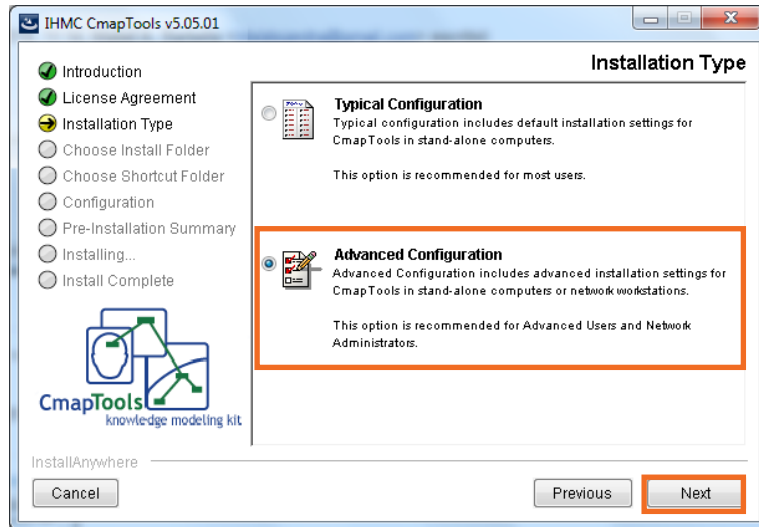 IHMC CmapTools v5.05.01
Installation Type
Introduction
License Agreement
Installation Type
Choose Install Folder
Choose Shortcut Folder
Configuration
Pre-Installation Summary
Installing...
Install Complete
Typical Configuration
Typical configuration includes default installation settings for
CmapTools in stand-alone computers.
This option is recommended for most users.
Advanced Configuration
Advanced Configuration includes advanced installation settings for
CmapTools in stand-alone computers or network workstations.
This option is recommended for Advanced Users and Network
Administrators.
CmapTools
knowledge modeling kit
InstallAnywhere
Cancel
Previous
Next